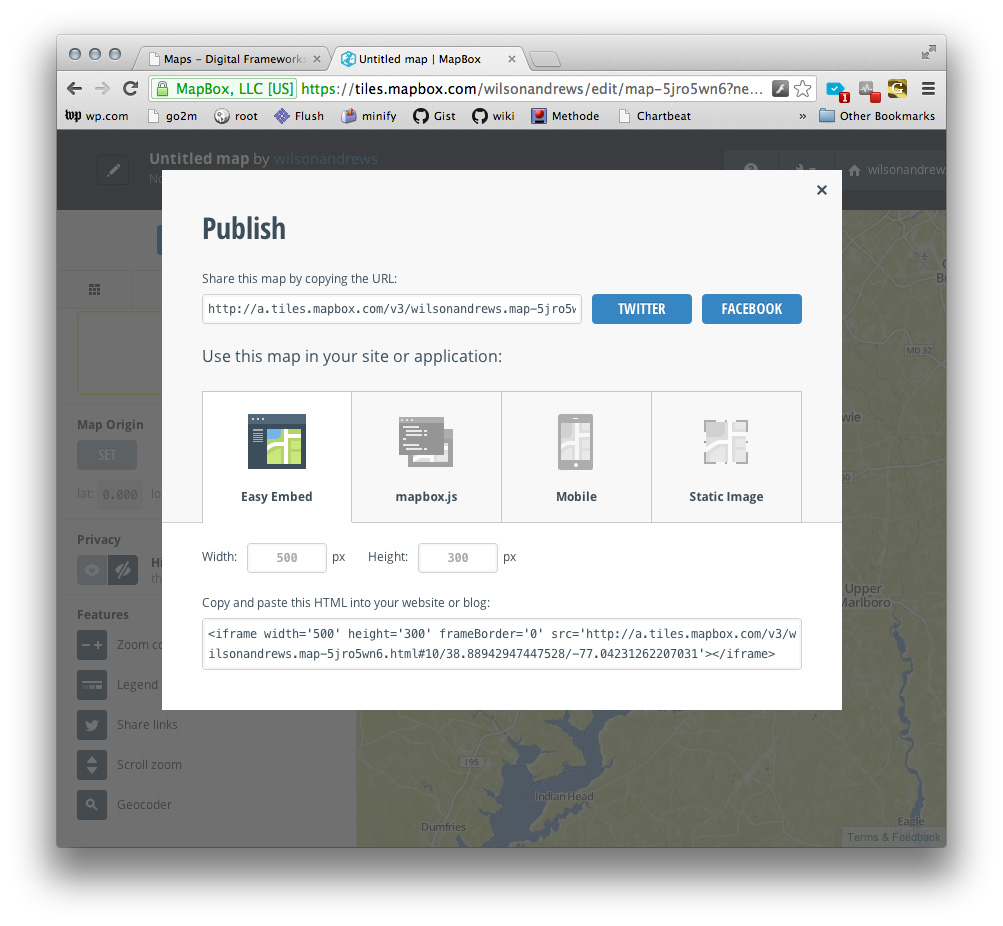 Maps – Digital Frameworks
Untitled map | MapBox
MapBox, LLC [US] https://tiles.mapbox.com/wilsonandrews/edit/map-5jro5wn6?ne...
1
wp.com
go2m
root
Flush
minify
Gist
wiki
Methode
Chartbeat
»
Other Bookmarks
Untitled map by wilsonandrews
wilsonandrews
Publish
Share this map by copying the URL:
http://a.tiles.mapbox.com/v3/wilsonandrews.map-5jro5w
TWITTER
FACEBOOK
Use this map in your site or application:
Easy Embed
mapbox.js
Mobile
Static Image
Width: 500 px Height: 300 px
Copy and paste this HTML into your website or blog:
<iframe width='500' height='300' frameBorder='0' src='http://a.tiles.mapbox.com/v3/w
ilsonandrews.map-5jro5wn6.html#10/38.88942947447528/-77.04231262207031'></iframe>
Map Origin
SET
lat: 0.000 lo
Privacy
Hi
th
Features
Zoom co
Legend
Share links
Scroll zoom
Geocoder
MD 32
wie
50
Upper
Marlboro
195
Indian Head
Dumfries
Eagle
Terms & Feedback